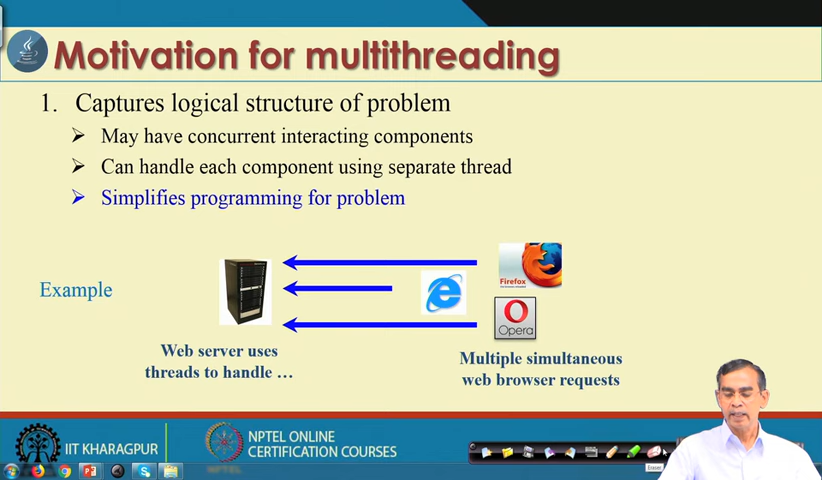 Motivation for multithreading
1. Captures logical structure of problem
May have concurrent interacting components
Can handle each component using separate thread
Simplifies programming for problem
Example
Firefox
Opera
Web server uses
threads to handle …
Multiple simultaneous
web browser requests
IIT KHARAGPUR
NPTEL ONLINE
CERTIFICATION COURSES
NPTEL
Eraser